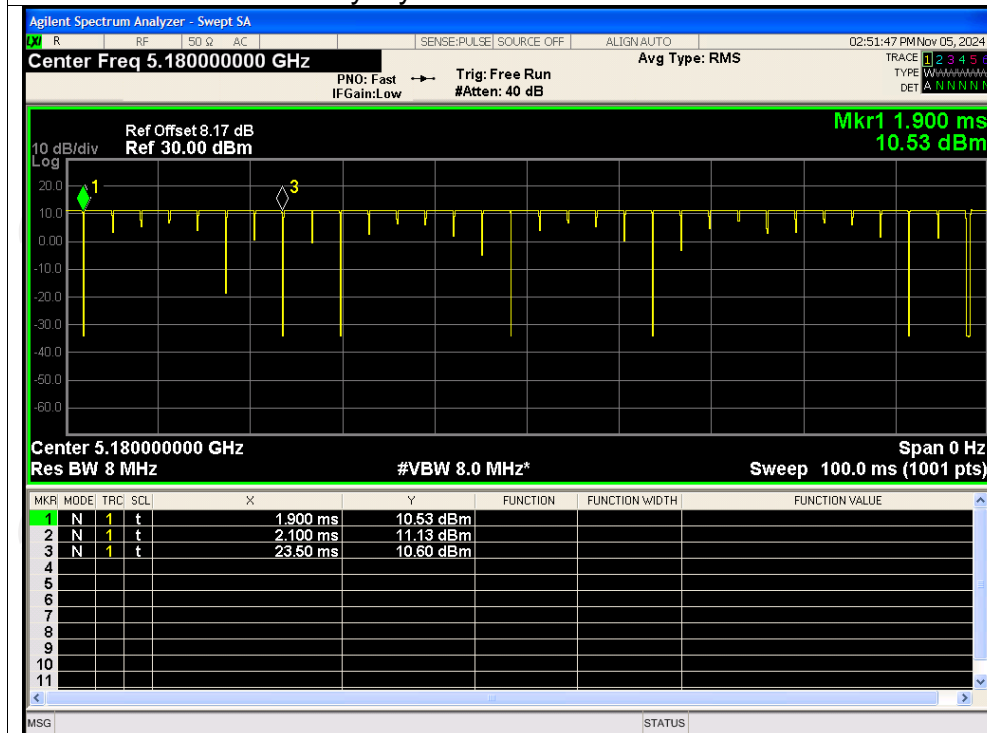 Agilent Spectrum Analyzer - Swept SA
LXI R RF 50 Ω AC SENSE:PULSE SOURCE OFF ALIGN AUTO 02:51:47 PM Nov 05, 2024
Center Freq 5.180000000 GHz
Avg Type: RMS
TRACE 1 2 3 4 5 6
PNO: Fast Trig: Free Run
TYPE
IFGain:Low #Atten: 40 dB
DET A N N N N N
Mkr1 1.900 ms
10.53 dBm
Ref Offset 8.17 dB
10 dB/div Ref 30.00 dBm
Log
20.0
10.0
0.00
-10.0
-20.0
-30.0
-40.0
-50.0
-60.0
1
3
Center 5.180000000 GHz Span 0 Hz
Res BW 8 MHz #VBW 8.0 MHz* Sweep 100.0 ms (1001 pts)
MKR MODE TRC SCL X Y FUNCTION FUNCTION WIDTH FUNCTION VALUE
1 N 1 t 1.900 ms 10.53 dBm
2 N 1 t 2.100 ms 11.13 dBm
3 N 1 t 23.50 ms 10.60 dBm
4
5
6
7
8
9
10
11
MSG STATUS